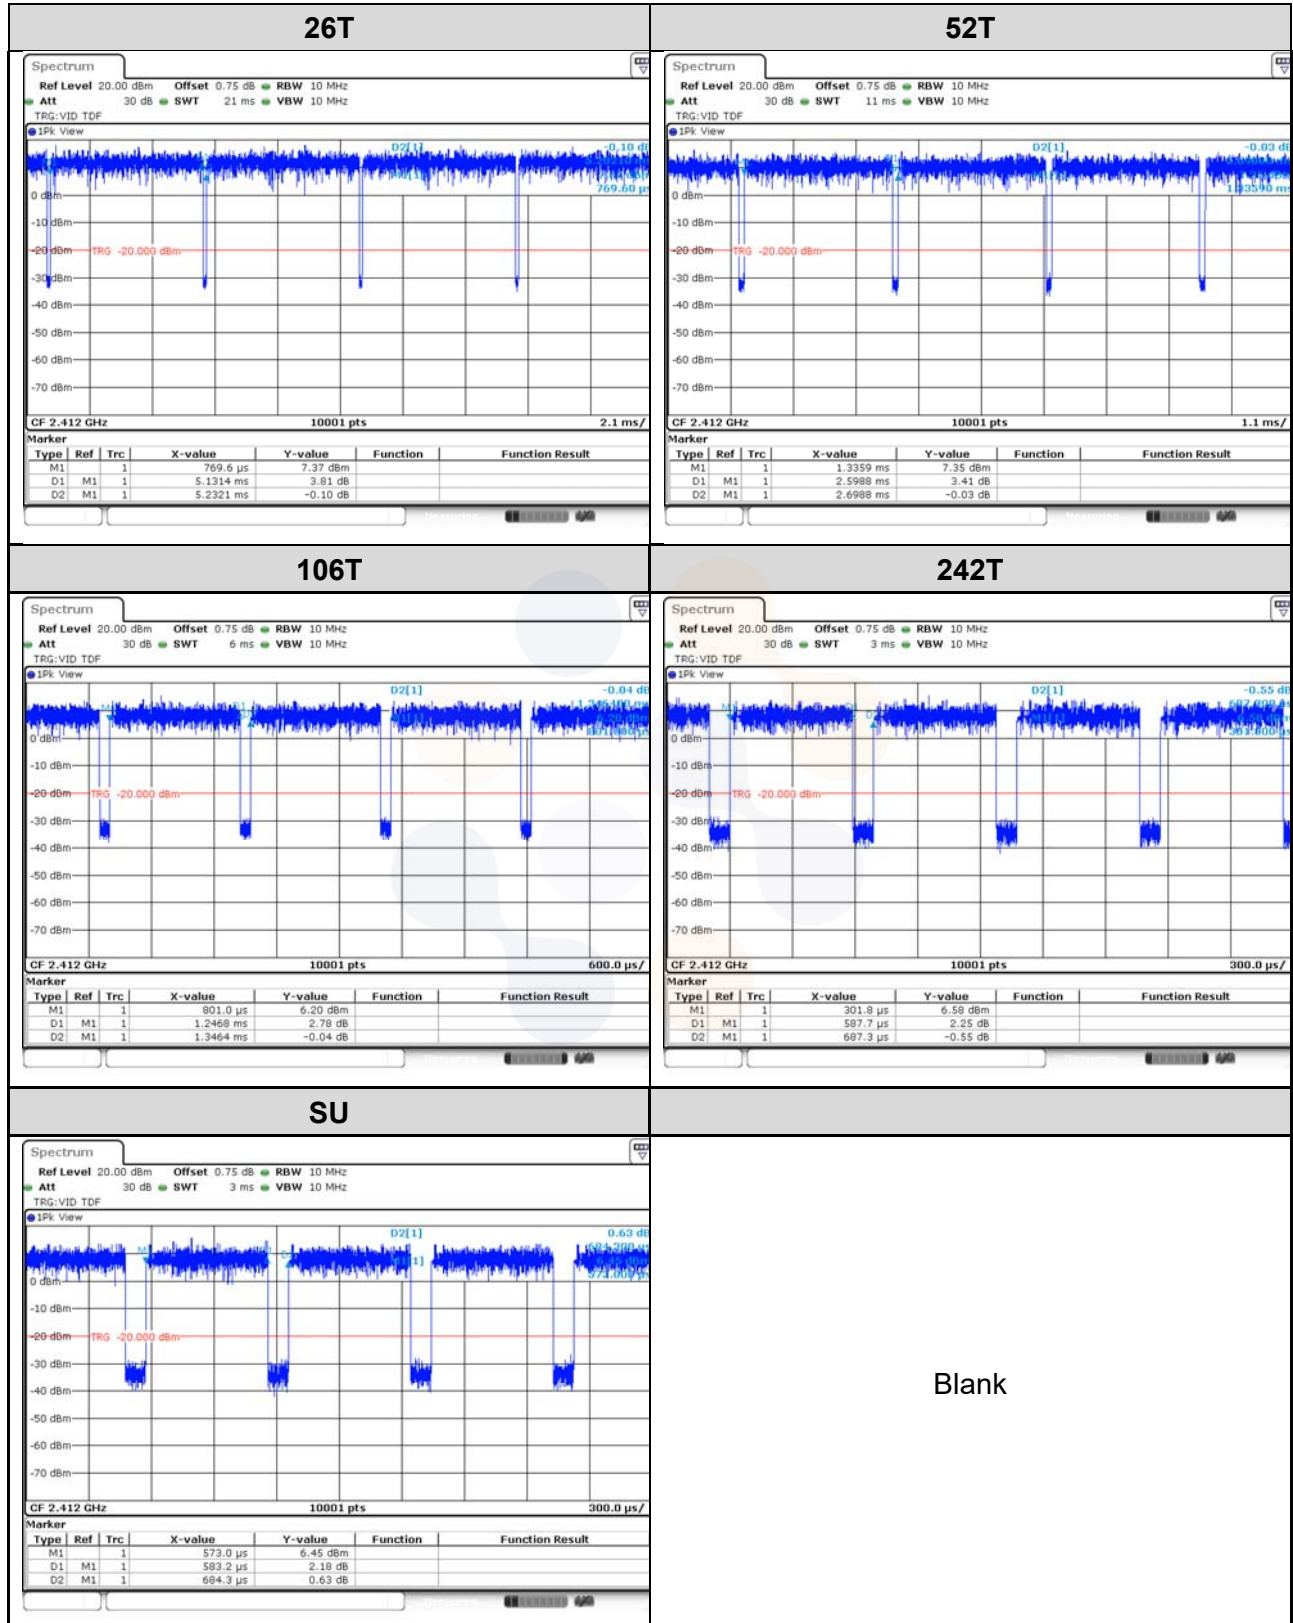 26T
52T
Spectrum
Ref Level 20.00 dBm Offset 0.75 dB RBW 10 MHz
Att 30 dB SWT 21 ms VBW 10 MHz
TRG:VID TDF
1Pk View
D2[1] -0.10 dB
769.60 µs
0 dBm
-10 dBm
-20 dBm
TRG -20.000 dBm
-30 dBm
-40 dBm
-50 dBm
-60 dBm
-70 dBm
CF 2.412 GHz 10001 pts 2.1 ms/
Marker
Type Ref Trc X-value Y-value Function Function Result
M1 1 769.6 µs 7.37 dBm
D1 M1 1 5.1314 ms 3.81 dB
D2 M1 1 5.2321 ms -0.10 dB
Spectrum
Ref Level 20.00 dBm Offset 0.75 dB RBW 10 MHz
Att 30 dB SWT 11 ms VBW 10 MHz
TRG:VID TDF
1Pk View
D2[1] -0.03 dB
1.33590 ms
0 dBm
-10 dBm
-20 dBm
TRG -20.000 dBm
-30 dBm
-40 dBm
-50 dBm
-60 dBm
-70 dBm
CF 2.412 GHz 10001 pts 1.1 ms/
Marker
Type Ref Trc X-value Y-value Function Function Result
M1 1 1.3359 ms 7.35 dBm
D1 M1 1 2.5988 ms 3.41 dB
D2 M1 1 2.6988 ms -0.03 dB
106T
242T
Spectrum
Ref Level 20.00 dBm Offset 0.75 dB RBW 10 MHz
Att 30 dB SWT 6 ms VBW 10 MHz
TRG:VID TDF
1Pk View
D2[1] -0.04 dB
0 dBm
-10 dBm
-20 dBm
TRG -20.000 dBm
-30 dBm
-40 dBm
-50 dBm
-60 dBm
-70 dBm
CF 2.412 GHz 10001 pts 600.0 µs/
Marker
Type Ref Trc X-value Y-value Function Function Result
M1 1 801.0 µs 6.20 dBm
D1 M1 1 1.2468 ms 2.78 dB
D2 M1 1 1.3464 ms -0.04 dB
Spectrum
Ref Level 20.00 dBm Offset 0.75 dB RBW 10 MHz
Att 30 dB SWT 3 ms VBW 10 MHz
TRG:VID TDF
1Pk View
D2[1] -0.55 dB
0 dBm
-10 dBm
-20 dBm
TRG -20.000 dBm
-30 dBm
-40 dBm
-50 dBm
-60 dBm
-70 dBm
CF 2.412 GHz 10001 pts 300.0 µs/
Marker
Type Ref Trc X-value Y-value Function Function Result
M1 1 301.8 µs 6.58 dBm
D1 M1 1 587.7 µs 2.25 dB
D2 M1 1 687.3 µs -0.55 dB
SU
Spectrum
Ref Level 20.00 dBm Offset 0.75 dB RBW 10 MHz
Att 30 dB SWT 3 ms VBW 10 MHz
TRG:VID TDF
1Pk View
D2[1] 0.63 dB
0 dBm
-10 dBm
-20 dBm
TRG -20.000 dBm
-30 dBm
-40 dBm
-50 dBm
-60 dBm
-70 dBm
CF 2.412 GHz 10001 pts 300.0 µs/
Marker
Type Ref Trc X-value Y-value Function Function Result
M1 1 573.0 µs 6.45 dBm
D1 M1 1 583.2 µs 2.18 dB
D2 M1 1 684.3 µs 0.63 dB
Blank